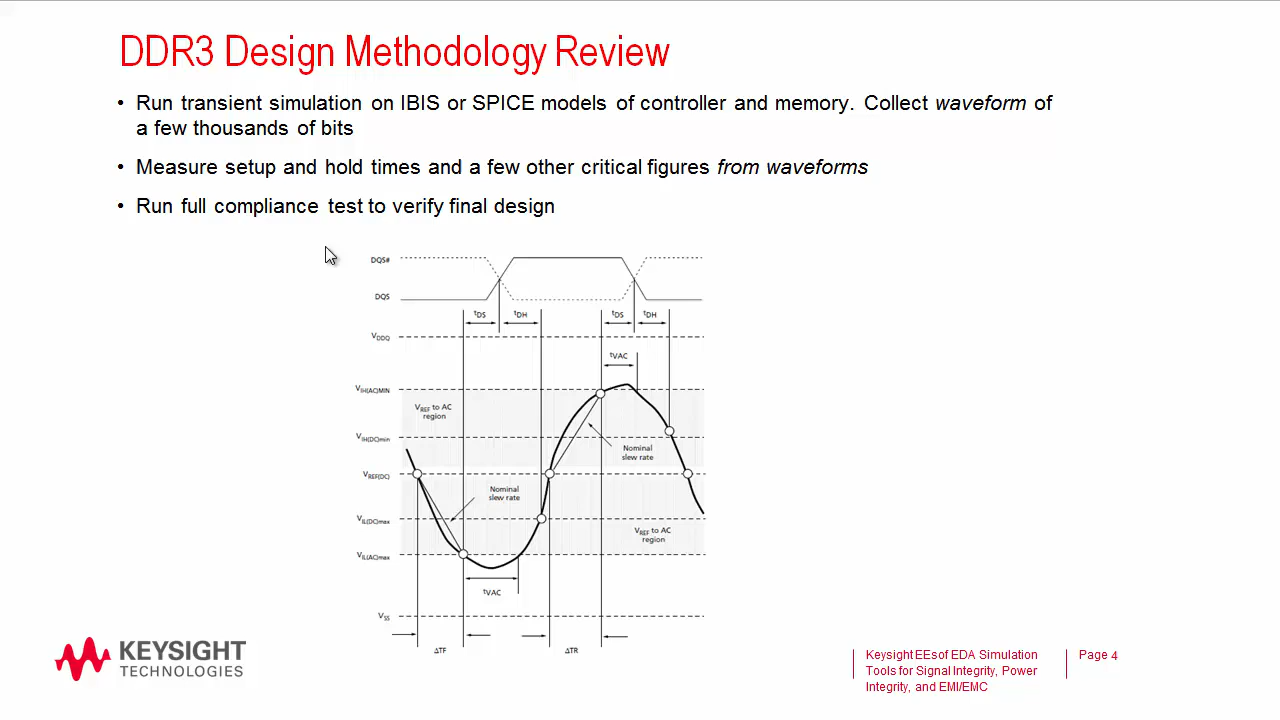 DDR3 Design Methodology Review
• Run transient simulation on IBIS or SPICE models of controller and memory. Collect waveform of
a few thousands of bits
• Measure setup and hold times and a few other critical figures from waveforms
• Run full compliance test to verify final design
DQS#
DQS
tDS
tDH
tDS
tDH
VDDQ
tVAC
VIH(AC)MIN
VREF to AC
region
VIH(DC)min
Nominal
slew rate
VREF(DC)
Nominal
slew rate
VIL(DC)max
VREF to AC
region
VIL(AC)max
tVAC
VSS
ΔTF
ΔTR
KEYSIGHT
TECHNOLOGIES
Keysight EEsof EDA Simulation
Tools for Signal Integrity, Power
Integrity, and EMI/EMC
Page 4